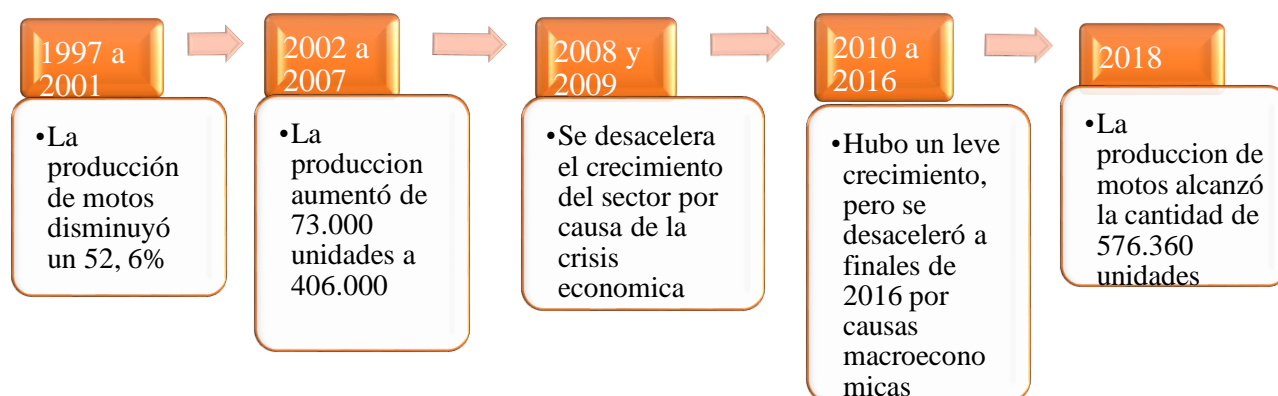 1997 a
2001
•La
producción
de motos
disminuyó
un 52, 6%
2002 a
2007
•La
produccion
aumentó de
73.000
unidades a
406.000
2008 y
2009
•Se desacelera
el crecimiento
del sector por
causa de la
crisis
economica
2010 a
2016
•Hubo un leve
crecimiento,
pero se
desaceleró a
finales de
2016 por
causas
macroecono
micas
2018
•La
produccion de
motos alcanzó
la cantidad de
576.360
unidades